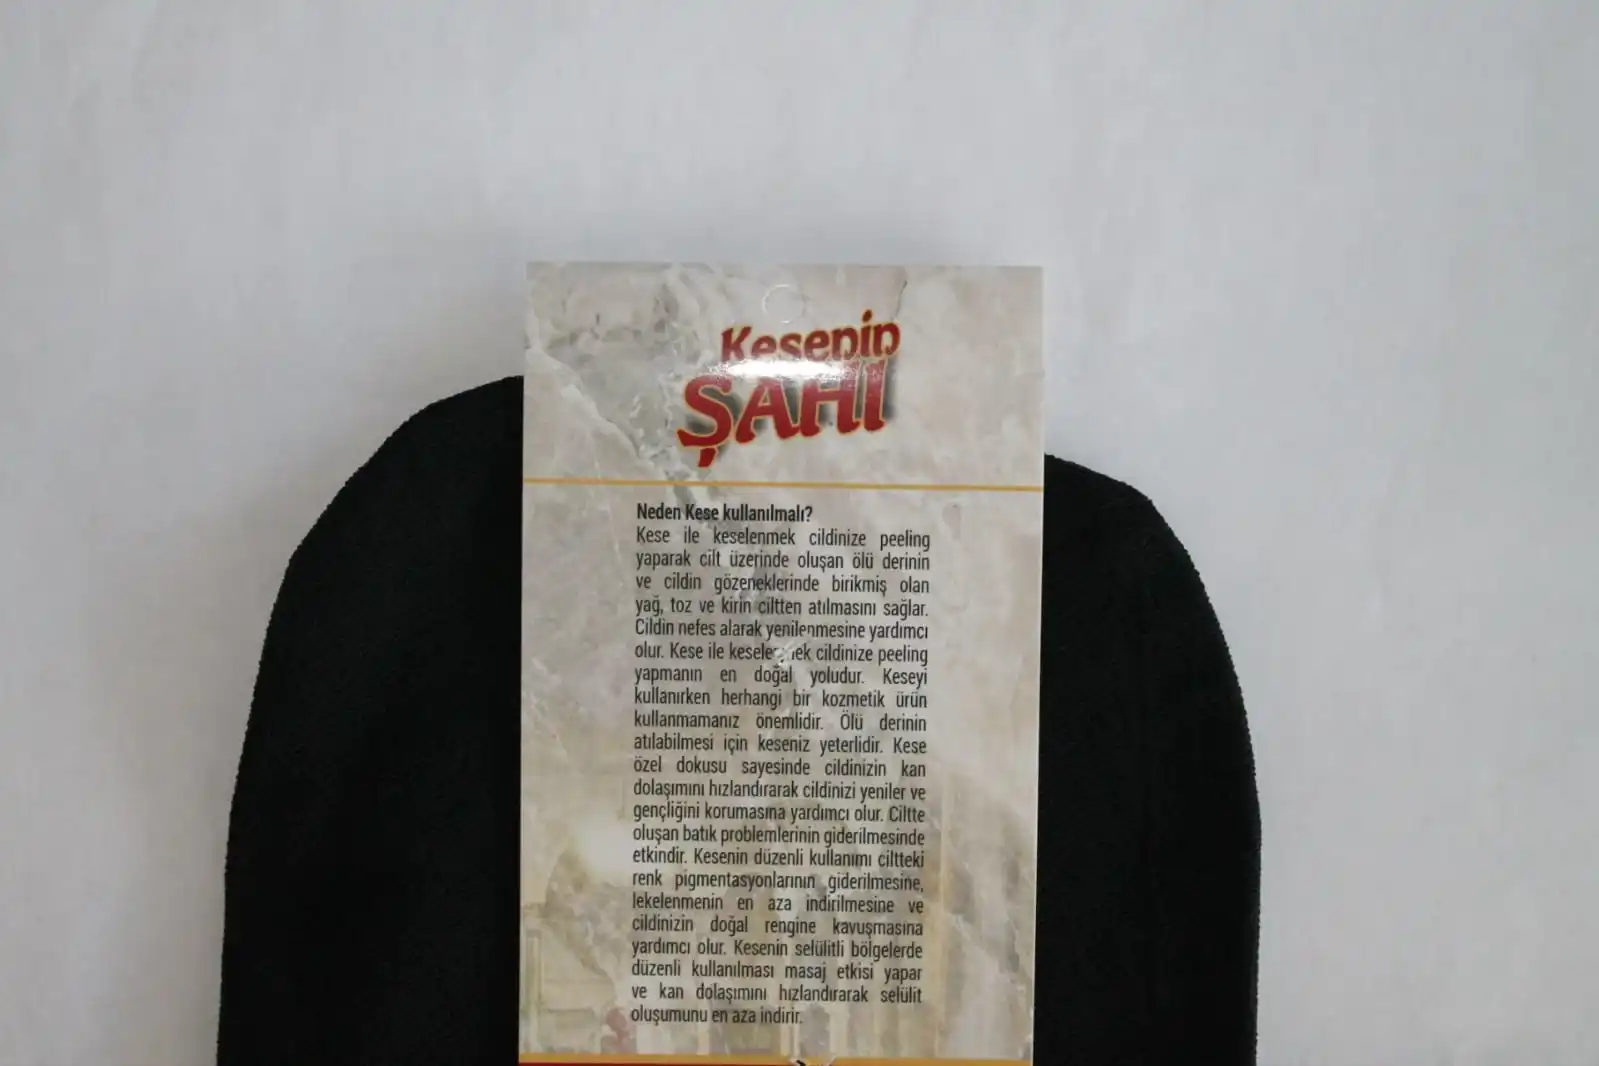 Kesenin
ŞAHI
Neden Kese kullanılmalı?
Kese ile keselenmek cildinize peeling
yaparak cilt üzerinde oluşan ölü derinin
ve cildin gözeneklerinde birikmiş olan
yağ, toz ve kirin ciltten atılmasını sağlar.
Cildin nefes alarak yenilenmesine yardımcı
olur. Kese ile keselenmek cildinize peeling
yapmanın en doğal yoludur. Keseyi
kullanırken herhangi bir kozmetik ürün
kullanmamanız önemlidir. Ölü derinin
atılabilmesi için keseniz yeterlidir. Kese
özel dokusu sayesinde cildinizin kan
dolaşımını hızlandırarak cildinizi yeniler ve
gençliğini korumasına yardımcı olur. Ciltte
oluşan batık problemlerinin giderilmesinde
etkindir. Kesenin düzenli kullanımı ciltteki
renk pigmentasyonlarının giderilmesine,
lekelenmenin en aza indirilmesine ve
cildinizin doğal rengine kavuşmasına
yardımcı olur. Kesenin selülitli bölgelerde
düzenli kullanılması masaj etkisi yapar
ve kan dolaşımını hızlandırarak selülit
oluşumunu en aza indirir.